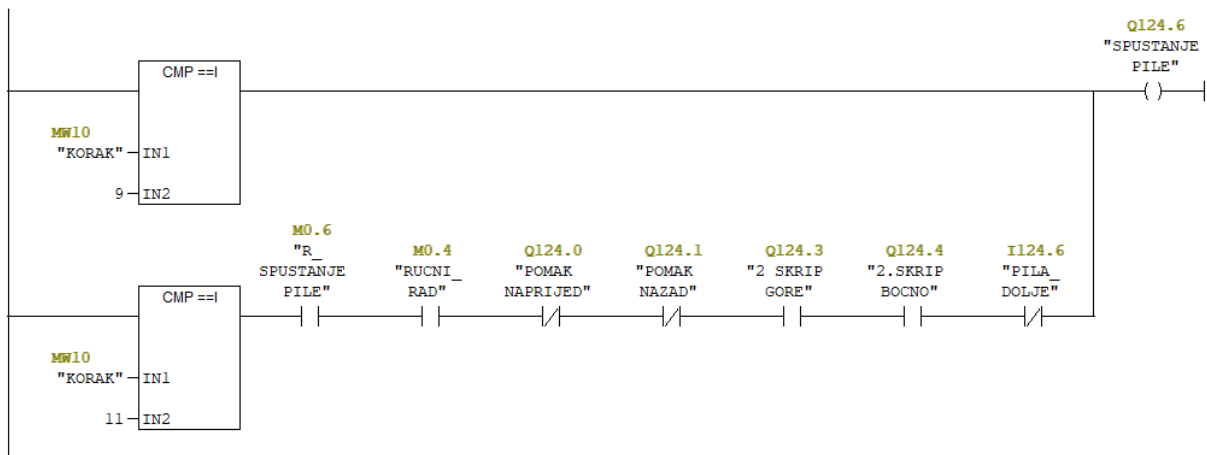 Q124.6
"SPUSTANJE
PILE"
CMP ==I
MW10
"KORAK" IN1
9 IN2
M0.6
"R_
SPUSTANJE
PILE"
M0.4
"RUCNI_
RAD"
Q124.0
"POMAK
NAPRIJED"
Q124.1
"POMAK
NAZAD"
Q124.3
"2 SKRIP
GORE"
Q124.4
"2.SKRIP
BOCNO"
I124.6
"PILA_
DOLJE"
CMP ==I
MW10
"KORAK" IN1
11 IN2